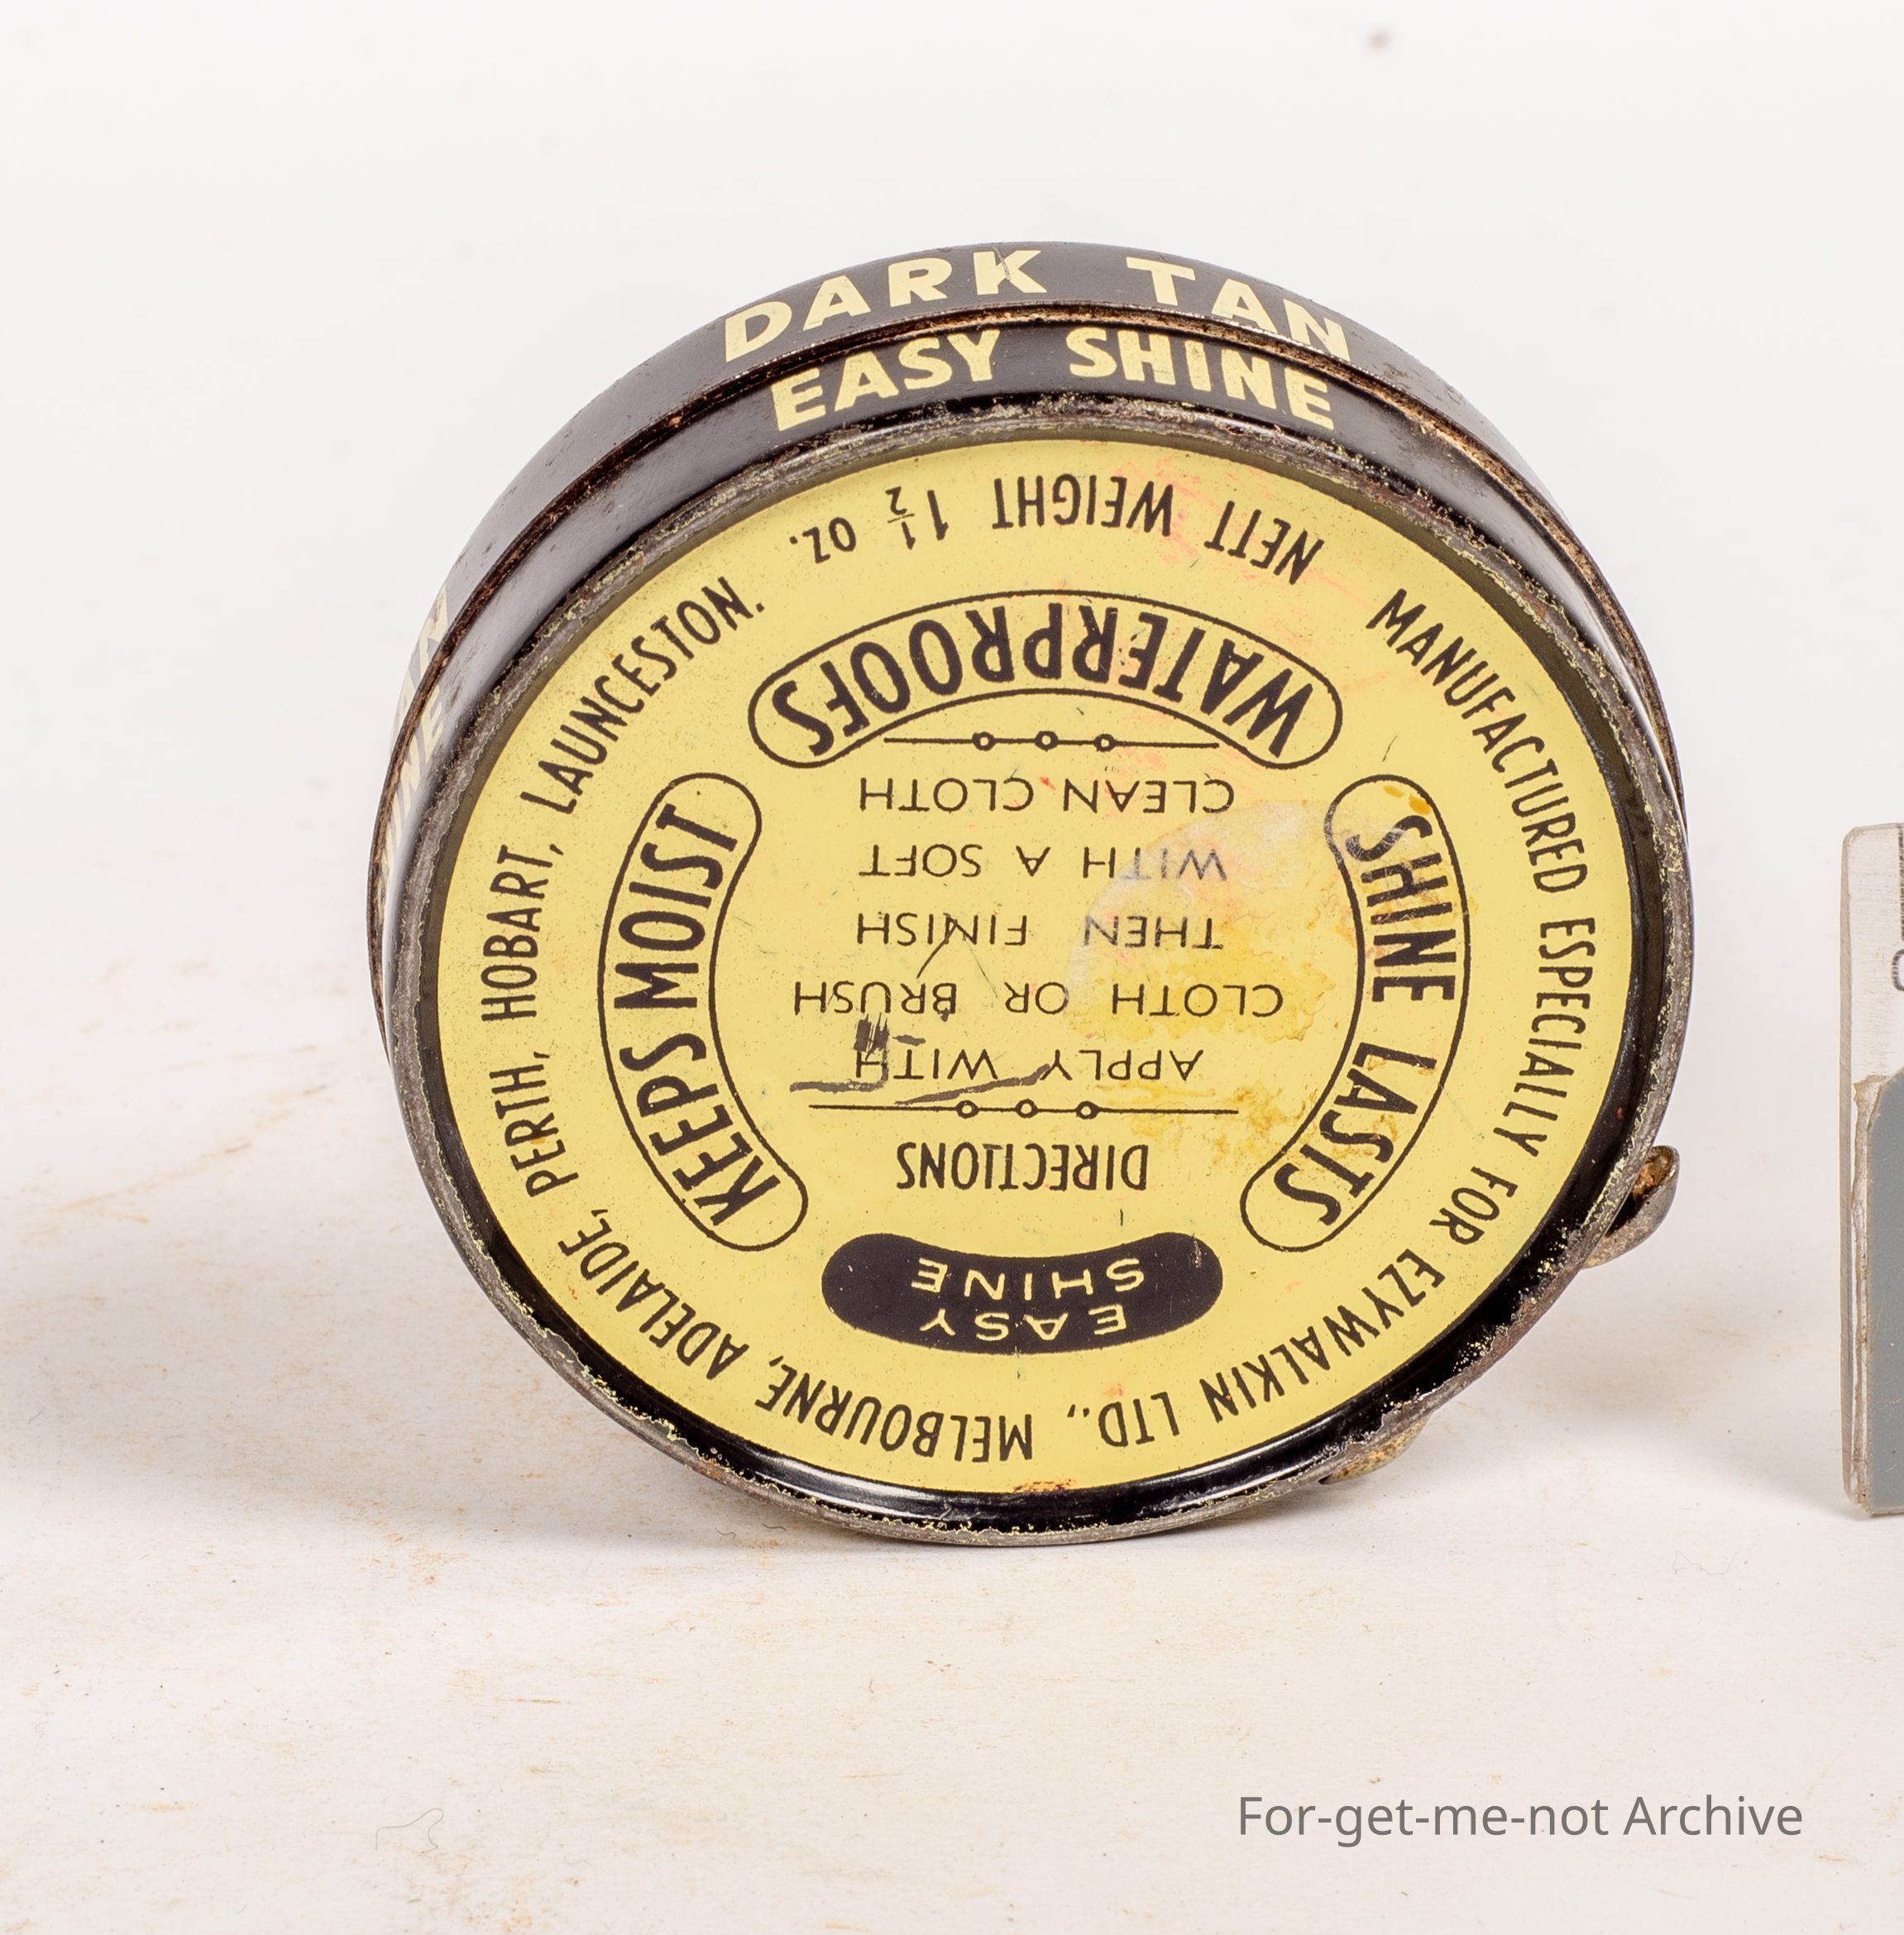 DARK TAN
EASY SHINE
MANUFACTURED ESPECIALLY FOR EZYWALKIN LTD., MELBOURNE, ADELAIDE, PERTH, HOBART, LAUNCESTON.
EASY
SHINE
DIRECTIONS
APPLY WITH
CLOTH OR BRUSH
THEN FINISH
WITH A SOFT
CLEAN CLOTH
SHINE LASTS
KEEPS MOIST
WATERPROOFS
NETT WEIGHT 1½ OZ.
For-get-me-not Archive